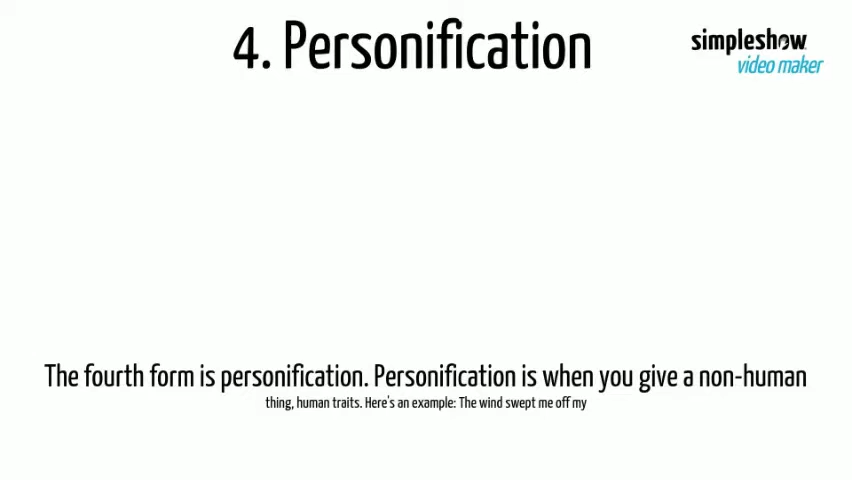 4. Personification
simpleshow
video maker
The fourth form is personification. Personification is when you give a non-human
thing, human traits. Here's an example: The wind swept me off my